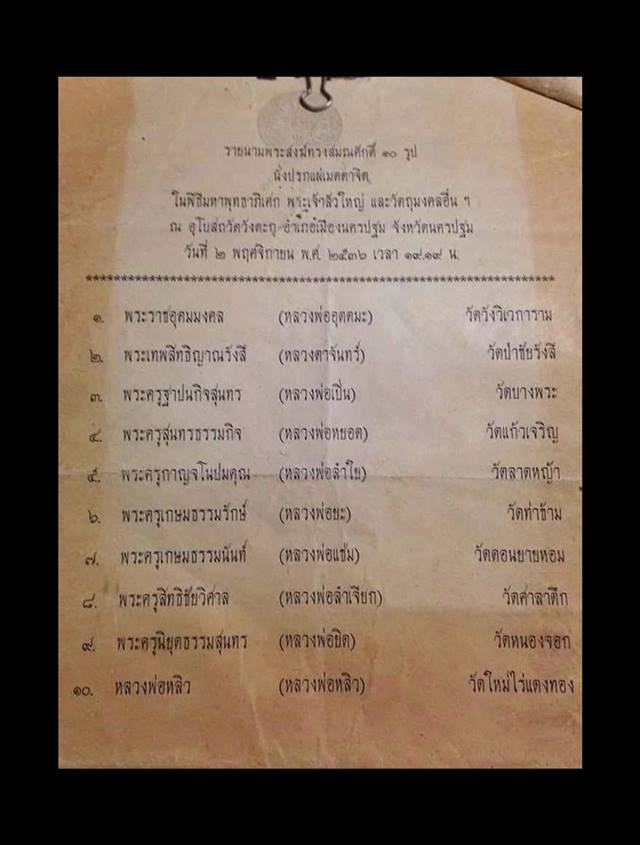 รายนามพระสงฆ์ทรงสมณศักดิ์ ๑๐ รูป
นั่งปรกแผ่เมตตาจิต
ในพิธีมหาพุทธาภิเศก พระเจ้าสัวใหญ่ และวัตถุมงคลอื่น ๆ
ณ อุโบสถวัดวังตะกู อำเภอเมืองนครปฐม จังหวัดนครปฐม
วันที่ ๒ พฤศจิกายน พ.ศ. ๒๕๓๖ เวลา ๑๙.๑๙ น.
๑. พระราชอุดมมงคล (หลวงพ่ออุตตมะ) วัดวังวิเวการาม
๒. พระเทพสิทธิญาณรังสี (หลวงตาจันทร์) วัดป่าชัยรังสี
๓. พระครูฐาปนกิจสุนทร (หลวงพ่อเปิ่น) วัดบางพระ
๔. พระครูสุนทรธรรมกิจ (หลวงพ่อหยอด) วัดแก้วเจริญ
๕. พระครูกาญจโนปมคุณ (หลวงพ่อลำใย) วัดลาดหญ้า
๖. พระครูเกษมธรรมรักษ์ (หลวงพ่อยะ) วัดท่าข้าม
๗. พระครูเกษมธรรมนันท์ (หลวงพ่อแช่ม) วัดดอนยายหอม
๘. พระครูสิทธิชัยวิศาล (หลวงพ่อลำเจียก) วัดศาลาตึก
๙. พระครูนิยุตธรรมสุนทร (หลวงพ่อยิด) วัดหนองจอก
๑๐. หลวงพ่อหลิว (หลวงพ่อหลิว) วัดใหม่ไร่แตงทอง